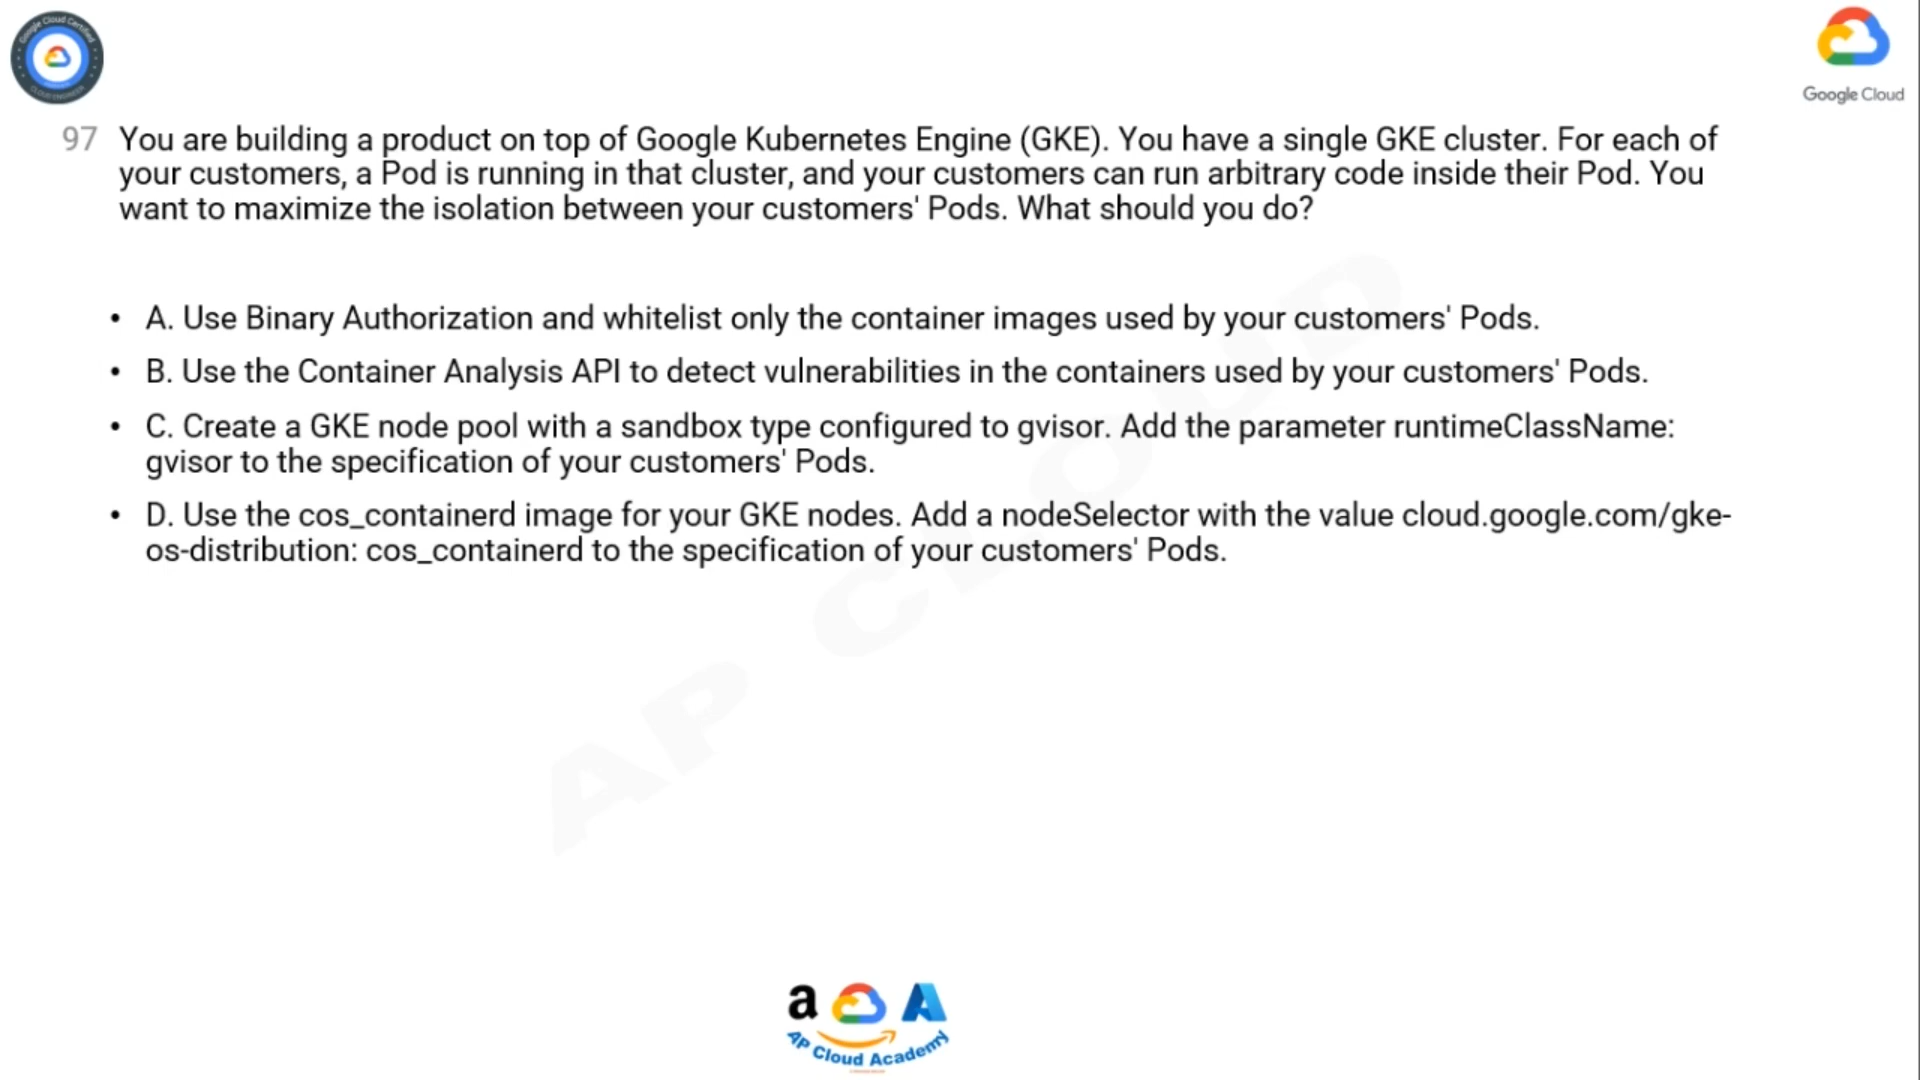 Google Cloud Certified
CLOUD ENGINEER
Google Cloud
97 You are building a product on top of Google Kubernetes Engine (GKE). You have a single GKE cluster. For each of
your customers, a Pod is running in that cluster, and your customers can run arbitrary code inside their Pod. You
want to maximize the isolation between your customers' Pods. What should you do?
• A. Use Binary Authorization and whitelist only the container images used by your customers' Pods.
• B. Use the Container Analysis API to detect vulnerabilities in the containers used by your customers' Pods.
• C. Create a GKE node pool with a sandbox type configured to gvisor. Add the parameter runtimeClassName:
gvisor to the specification of your customers' Pods.
• D. Use the cos_containerd image for your GKE nodes. Add a nodeSelector with the value cloud.google.com/gke-
os-distribution: cos_containerd to the specification of your customers' Pods.
AP CLOUD
a
AP Cloud Academy